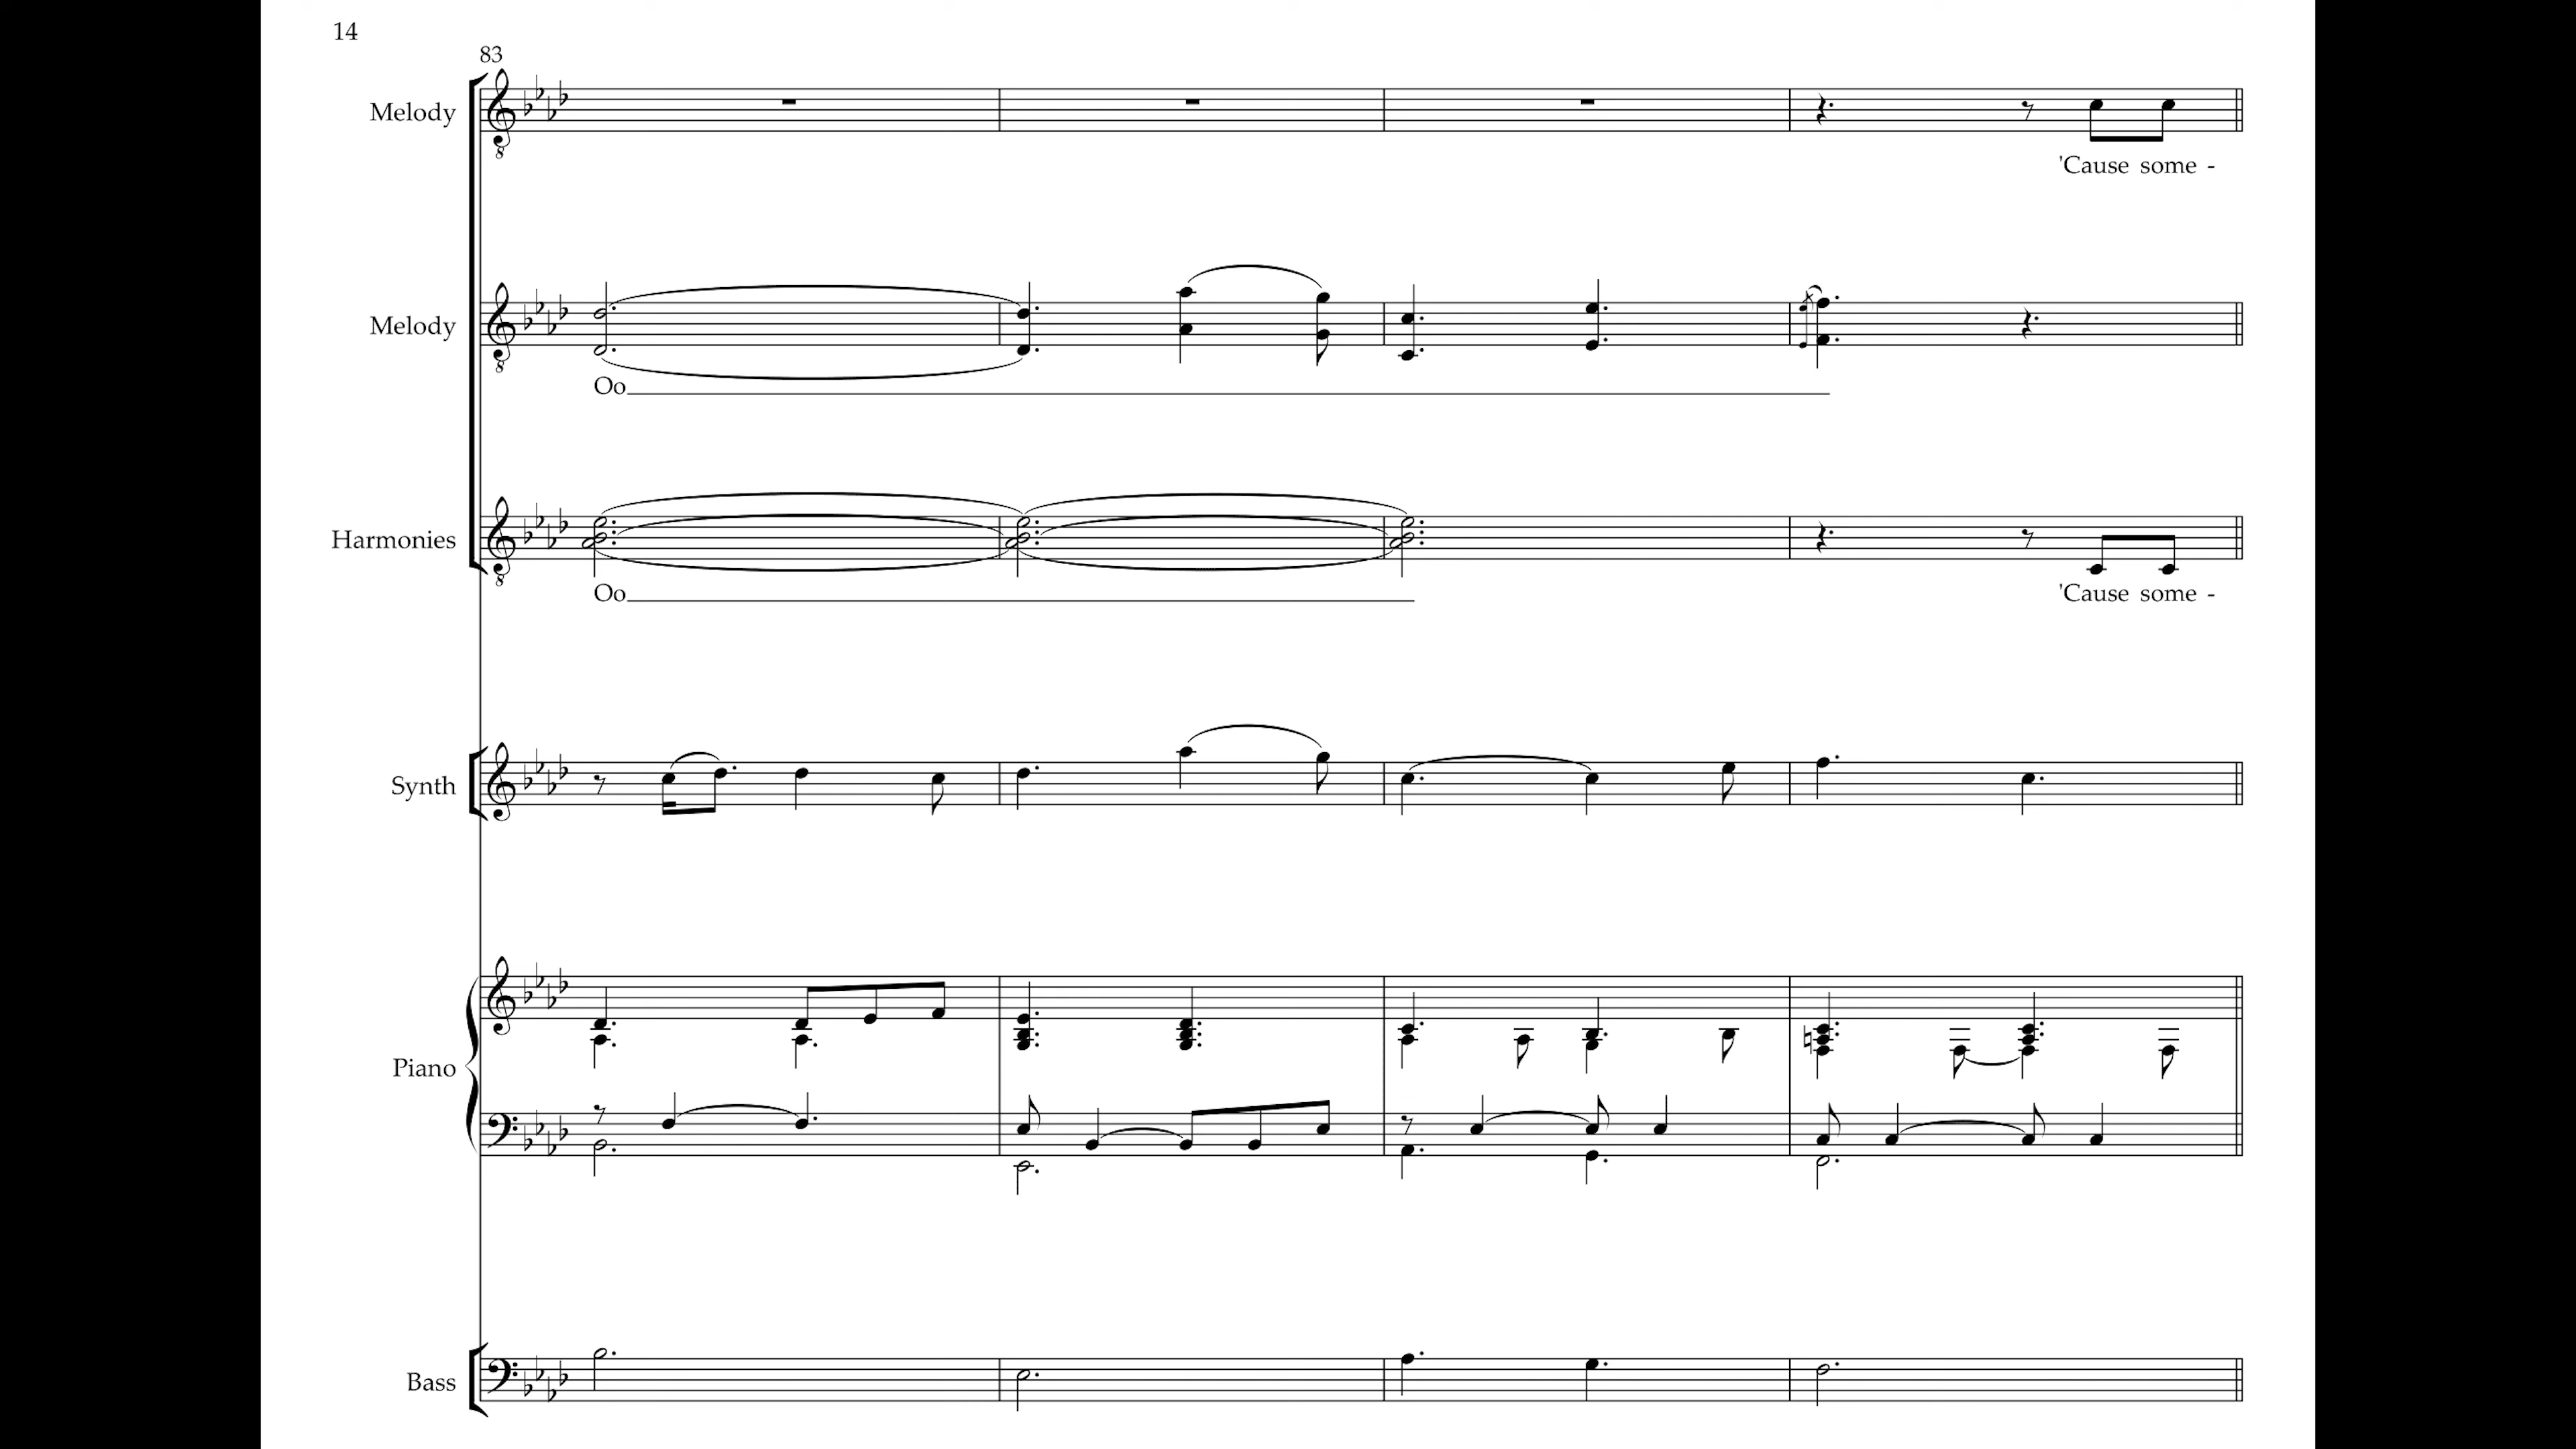 14
83
Melody
'Cause some -
Melody
Oo
Harmonies
Oo
'Cause some -
Synth
Piano
Bass